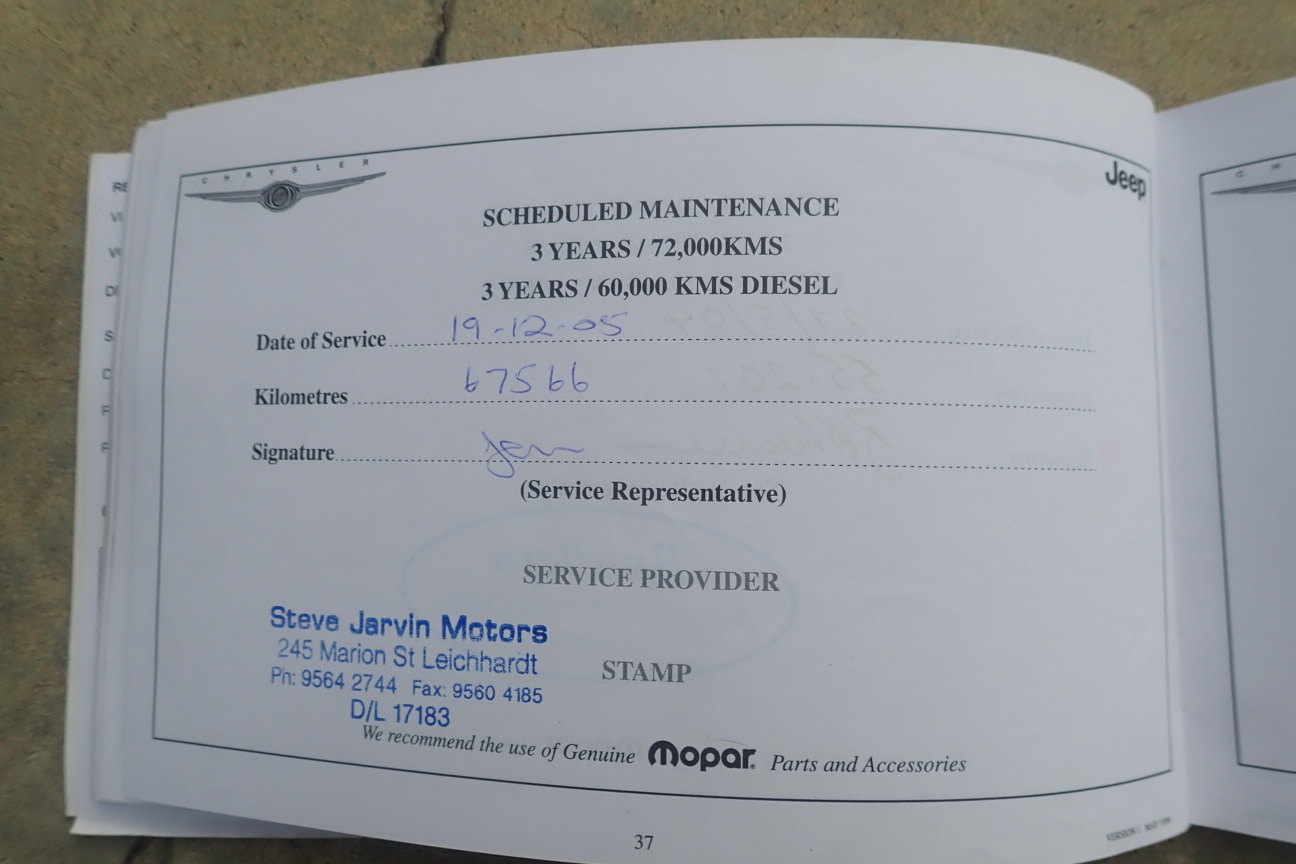 CHRYSLER
Jeep
SCHEDULED MAINTENANCE
3 YEARS / 72,000KMS
3 YEARS / 60,000 KMS DIESEL
Date of Service 19-12-05
Kilometres 67566
Signature
(Service Representative)
SERVICE PROVIDER
STAMP
Steve Jarvin Motors
245 Marion St Leichhardt
Ph: 9564 2744 Fax: 9560 4185
D/L 17183
We recommend the use of Genuine Mopar Parts and Accessories
37